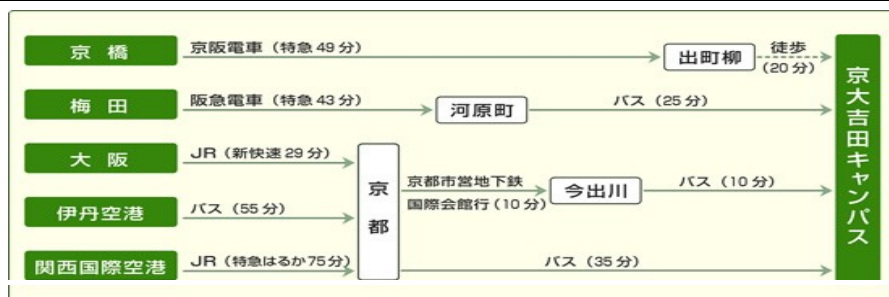 京橋
京阪電車（特急49分）
出町柳
徒歩
（20分）
梅田
阪急電車（特急43分）
河原町
バス（25分）
大阪
JR（新快速29分）
伊丹空港
バス（55分）
関西国際空港
JR（特急はるか75分）
京都
京都市営地下鉄
国際会館行（10分）
今出川
バス（10分）
バス（35分）
京大吉田キャンパス